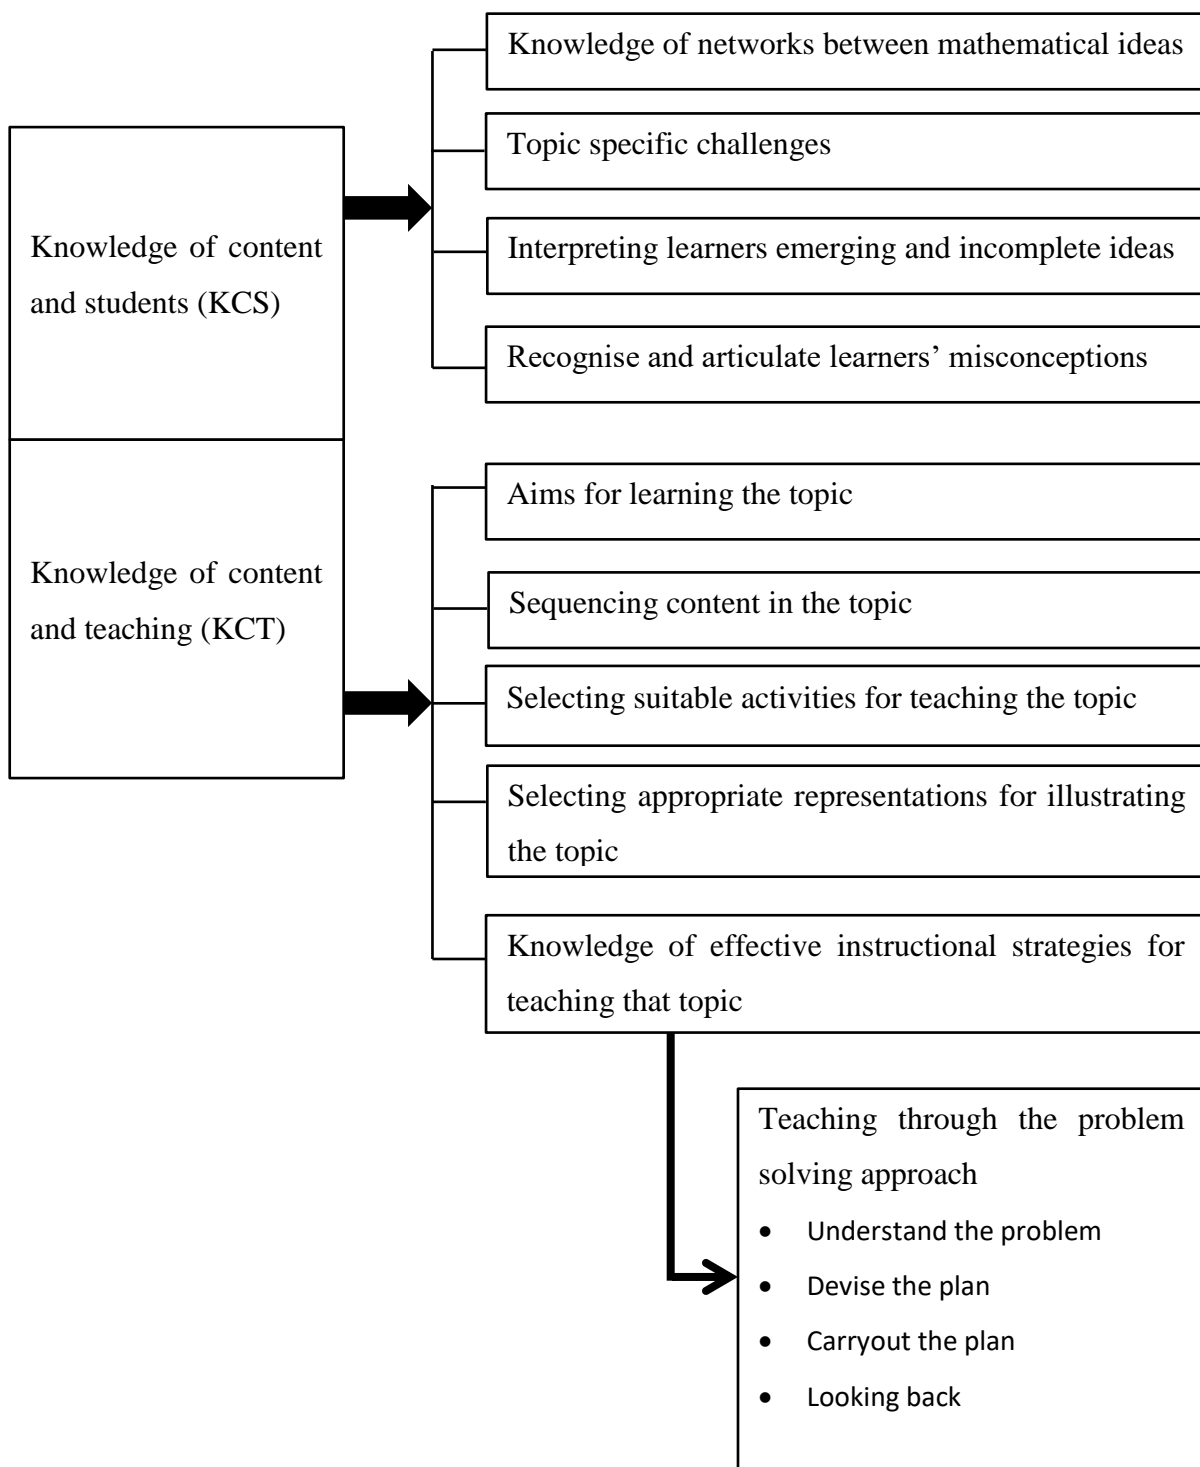 Knowledge of content
and students (KCS)
Knowledge of networks between mathematical ideas
Topic specific challenges
Interpreting learners emerging and incomplete ideas
Recognise and articulate learners’ misconceptions
Knowledge of content
and teaching (KCT)
Aims for learning the topic
Sequencing content in the topic
Selecting suitable activities for teaching the topic
Selecting appropriate representations for illustrating
the topic
Knowledge of effective instructional strategies for
teaching that topic
Teaching through the problem
solving approach
• Understand the problem
• Devise the plan
• Carryout the plan
• Looking back